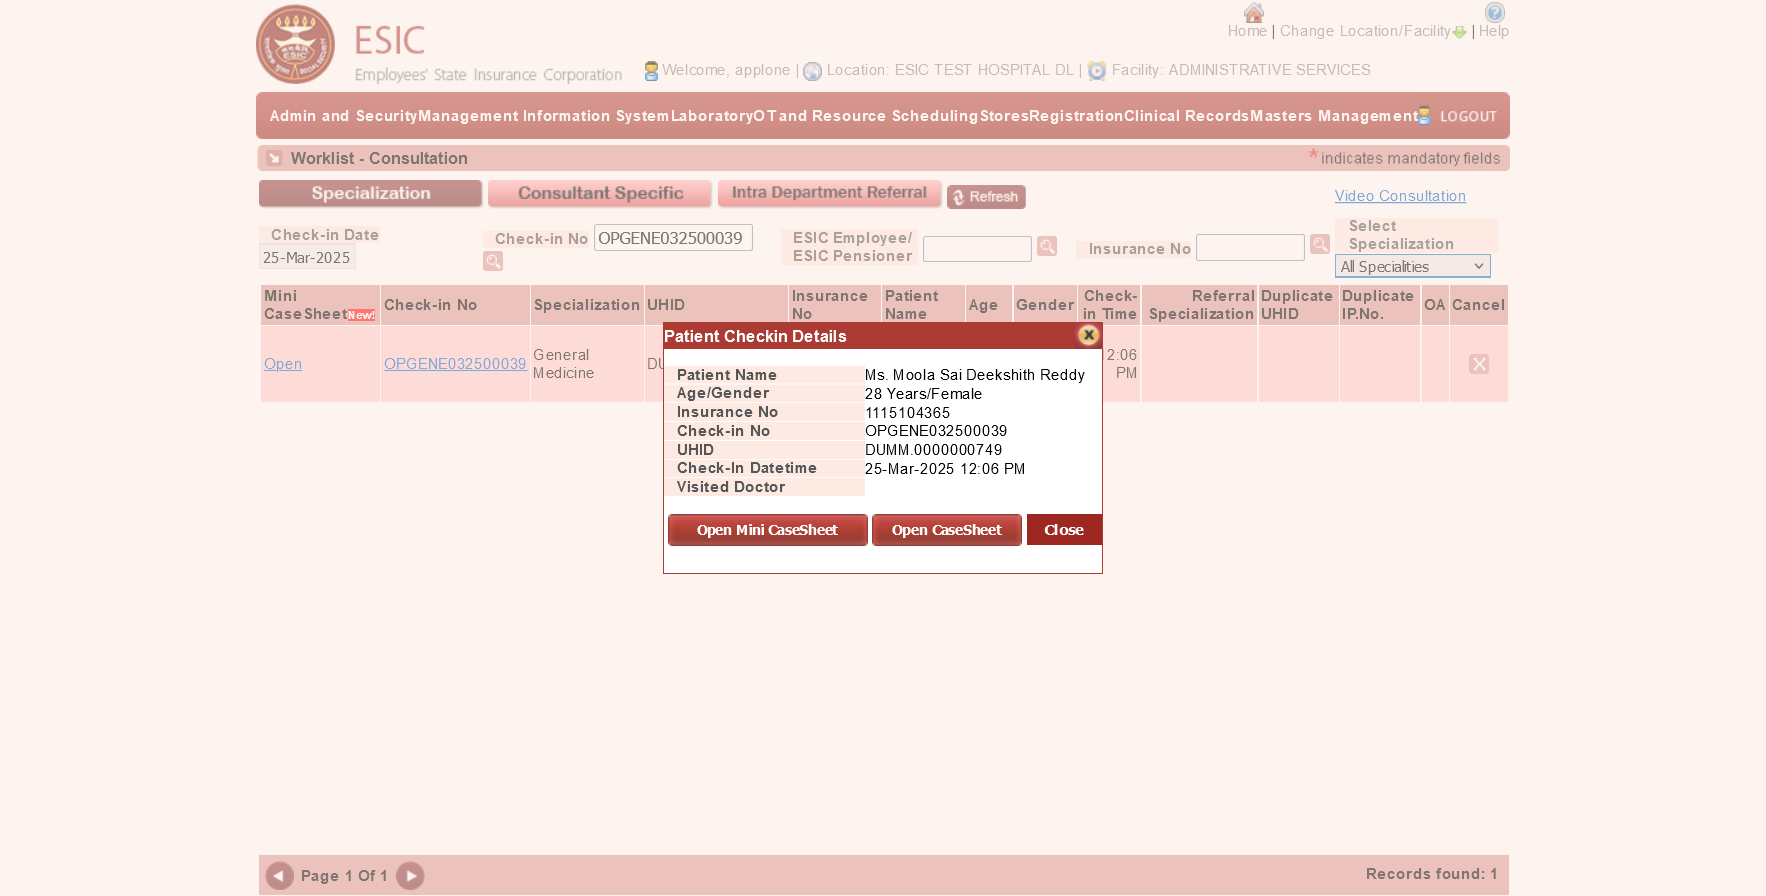 ESIC
Employees' State Insurance Corporation
Home | Change Location/Facility | Help
Welcome, applone | Location: ESIC TEST HOSPITAL DL | Facility: ADMINISTRATIVE SERVICES
Admin and Security Management Information System Laboratory OT and Resource Scheduling Stores Registration Clinical Records Masters Management LOGOUT
Worklist - Consultation
* indicates mandatory fields
Specialization Consultant Specific Intra Department Referral Refresh
Video Consultation
Check-in Date
25-Mar-2025
Check-in No OPGENE032500039
ESIC Employee/
ESIC Pensioner
Insurance No
Select
Specialization
All Specialities
Mini
CaseSheet New!
Check-in No
Specialization
UHID
Insurance
No
Patient
Name
Age
Gender
Check-
in Time
Referral
Specialization
Duplicate
UHID
Duplicate
IP.No.
OA
Cancel
Open
OPGENE032500039
General
Medicine
DU
2:06
PM
X
Patient Checkin Details
Patient Name Ms. Moola Sai Deekshith Reddy
Age/Gender 28 Years/Female
Insurance No 1115104365
Check-in No OPGENE032500039
UHID DUMM.0000000749
Check-In Datetime 25-Mar-2025 12:06 PM
Visited Doctor
Open Mini CaseSheet Open CaseSheet Close
Page 1 Of 1
Records found: 1